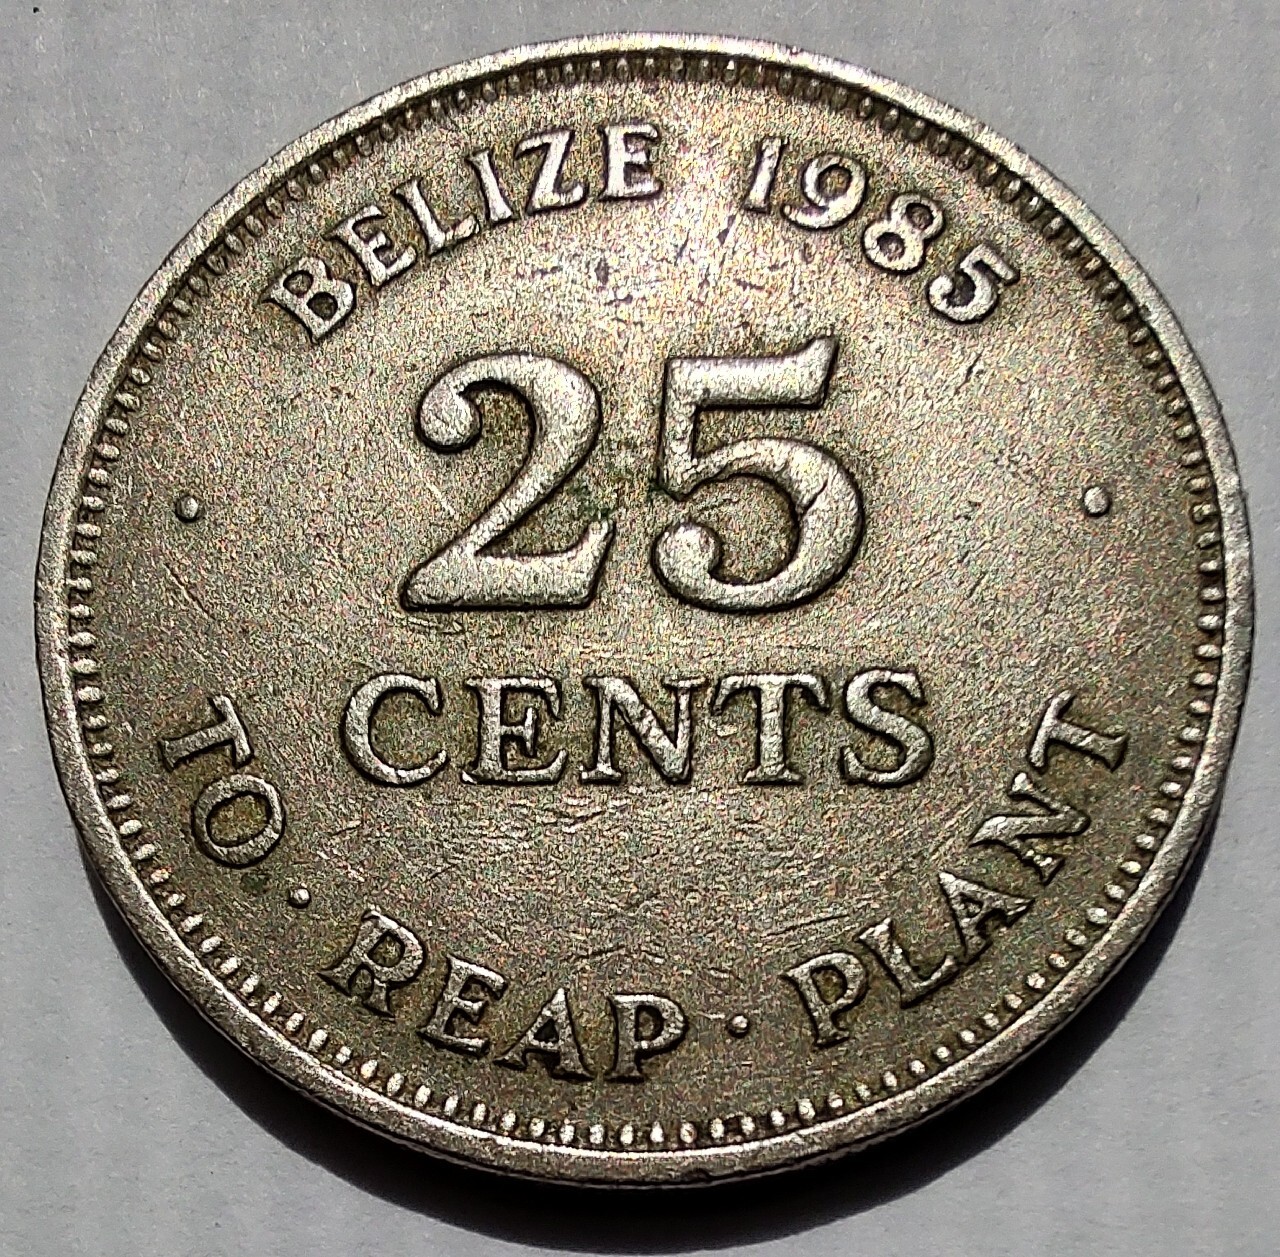 BELIZE 1985
25
CENTS
TO · REAP · PLANT